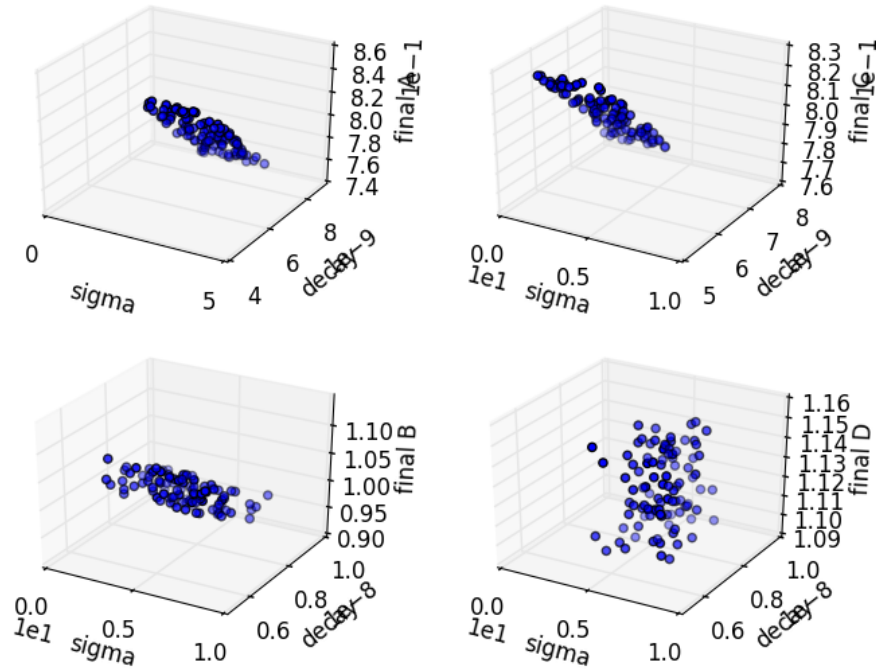 8.6
8.4
8.2
8.0
7.8
7.6
7.4
final A
1e−1
0
5
sigma
4
6
8
decay
1e−9
8.3
8.2
8.1
8.0
7.9
7.8
7.7
7.6
final C
1e−1
0.0
0.5
1.0
1e1
sigma
5
6
7
8
decay
1e−9
1.10
1.05
1.00
0.95
0.90
final B
0.0
0.5
1.0
1e1
sigma
0.6
0.8
1.0
decay
1e−8
1.16
1.15
1.14
1.13
1.12
1.11
1.10
1.09
final D
0.0
0.5
1.0
1e1
sigma
0.6
0.8
1.0
decay
1e−8